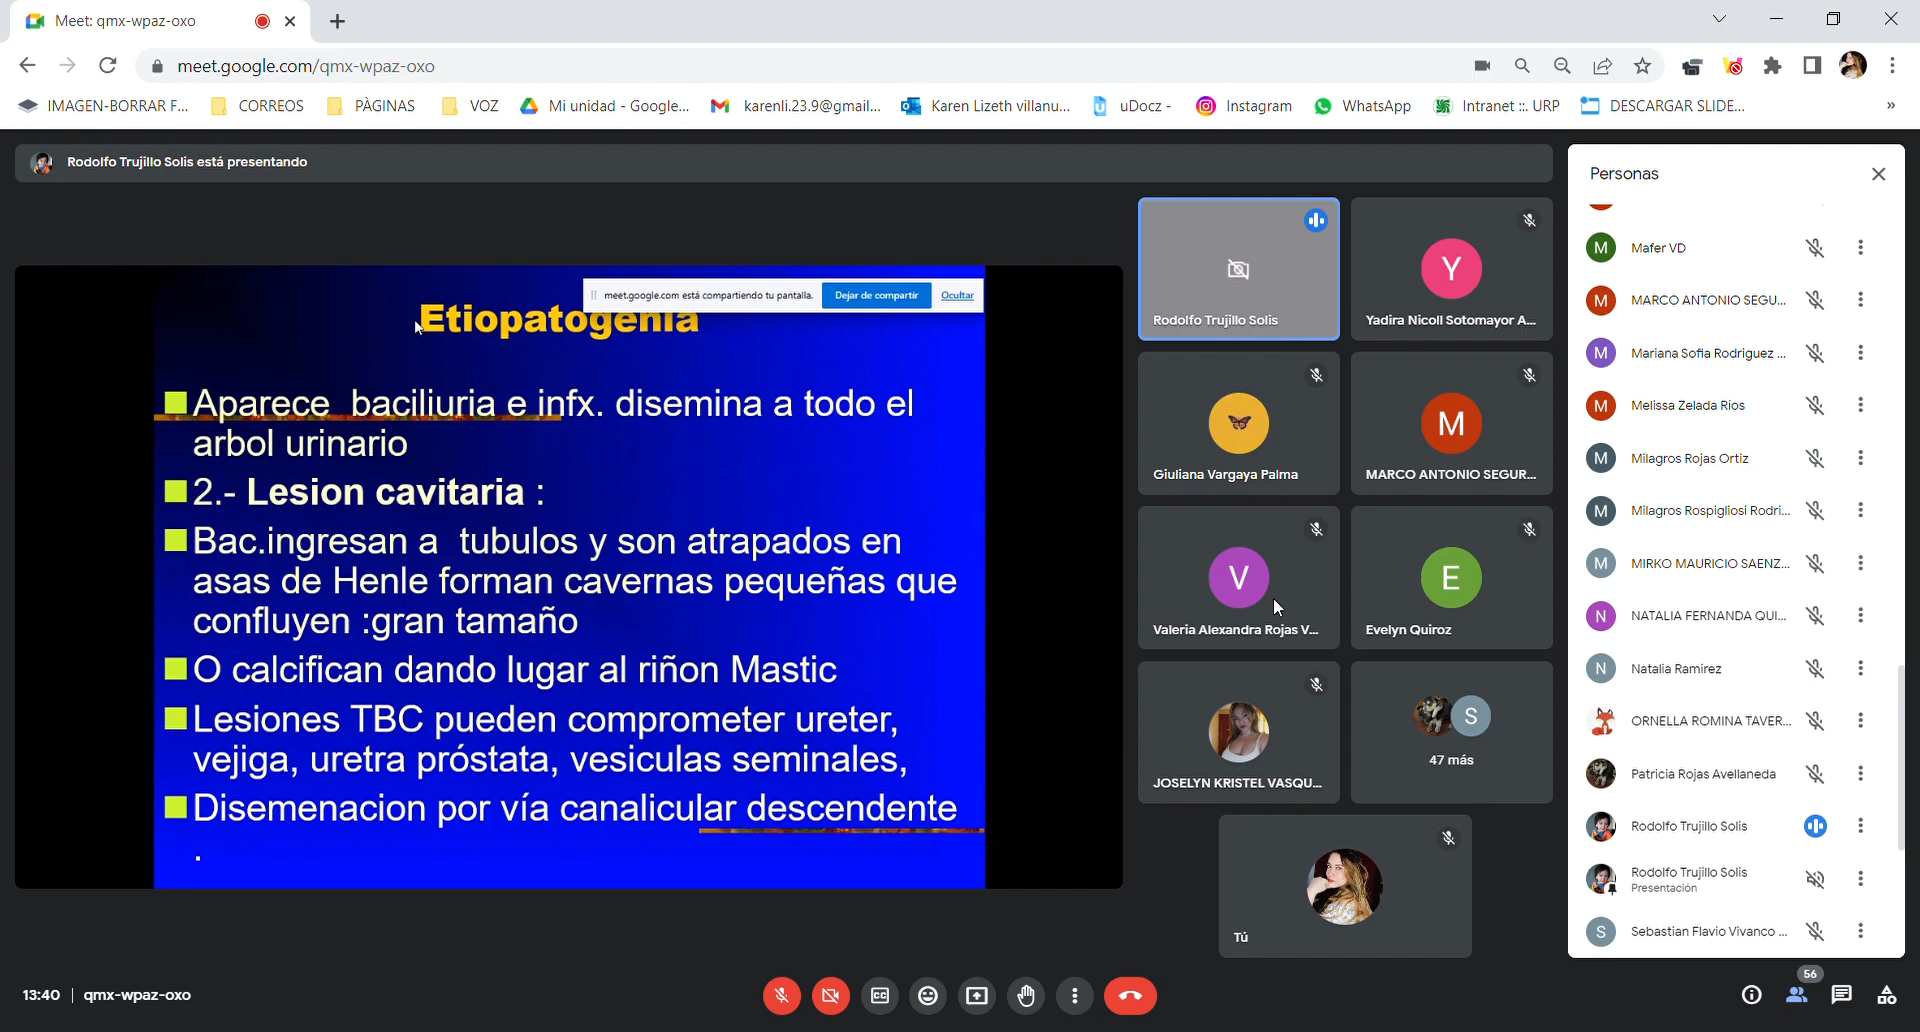 Meet: qmx-wpaz-oxo
meet.google.com/qmx-wpaz-oxo
IMAGEN-BORRAR F... CORREOS PÀGINAS VOZ Mi unidad - Google... karenli.23.9@gmail... Karen Lizeth villanu... uDocz - Instagram WhatsApp Intranet ::. URP DESCARGAR SLIDE... »
Rodolfo Trujillo Solis está presentando
meet.google.com está compartiendo tu pantalla. Dejar de compartir Ocultar
Etiopatogenia
Aparece baciliuria e infx. disemina a todo el
arbol urinario
2.- Lesion cavitaria :
Bac.ingresan a tubulos y son atrapados en
asas de Henle forman cavernas pequeñas que
confluyen :gran tamaño
O calcifican dando lugar al riñon Mastic
Lesiones TBC pueden comprometer ureter,
vejiga, uretra próstata, vesiculas seminales,
Disemenacion por vía canalicular descendente
.
Rodolfo Trujillo Solis
Y
Yadira Nicoll Sotomayor A...
Giuliana Vargaya Palma
M
MARCO ANTONIO SEGUR...
V
Valeria Alexandra Rojas V...
E
Evelyn Quiroz
JOSELYN KRISTEL VASQU...
S
47 más
Tú
Personas
M Mafer VD
M MARCO ANTONIO SEGU...
M Mariana Sofia Rodriguez ...
M Melissa Zelada Rios
M Milagros Rojas Ortiz
M Milagros Rospigliosi Rodri...
M MIRKO MAURICIO SAENZ...
N NATALIA FERNANDA QUI...
N Natalia Ramirez
ORNELLA ROMINA TAVER...
Patricia Rojas Avellaneda
Rodolfo Trujillo Solis
Rodolfo Trujillo Solis
Presentación
S Sebastian Flavio Vivanco ...
13:40 | qmx-wpaz-oxo
56